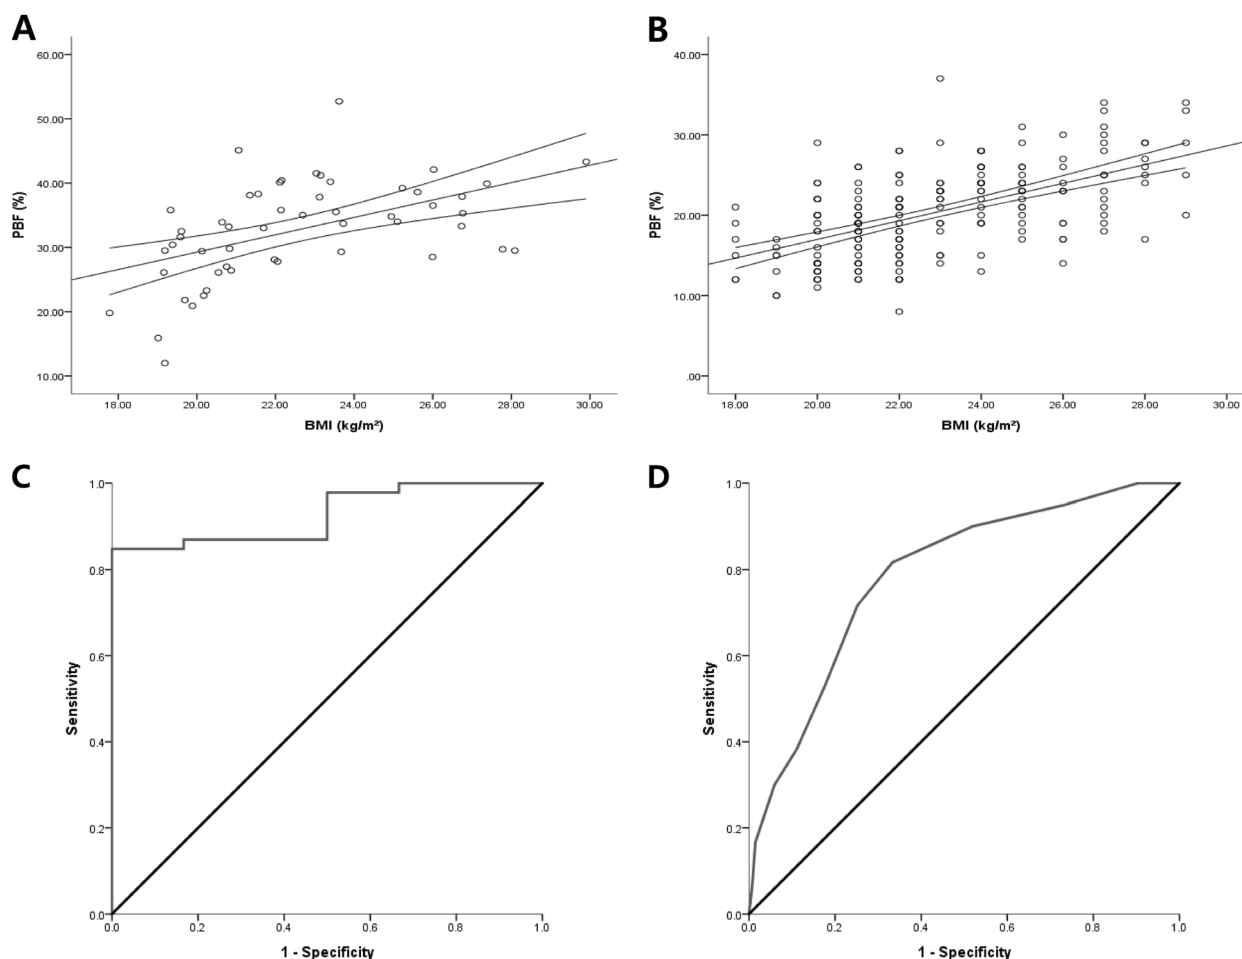 A
60.00
50.00
40.00
30.00
20.00
10.00
PBF (%)
18.00 20.00 22.00 24.00 26.00 28.00 30.00
BMI (kg/m²)
B
40.00
30.00
20.00
10.00
.00
PBF (%)
18.00 20.00 22.00 24.00 26.00 28.00 30.00
BMI (kg/m²)
C
1.0
0.8
0.6
0.4
0.2
0.0
Sensitivity
0.0 0.2 0.4 0.6 0.8 1.0
1 - Specificity
D
1.0
0.8
0.6
0.4
0.2
0.0
Sensitivity
0.0 0.2 0.4 0.6 0.8 1.0
1 - Specificity